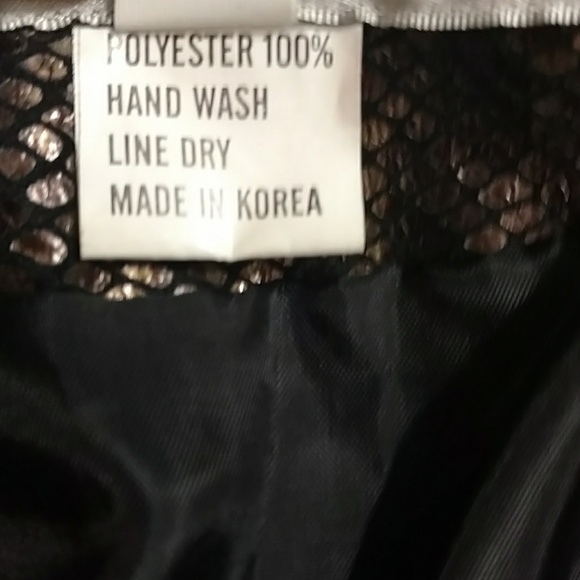 POLYESTER 100%
HAND WASH
LINE DRY
MADE IN KOREA